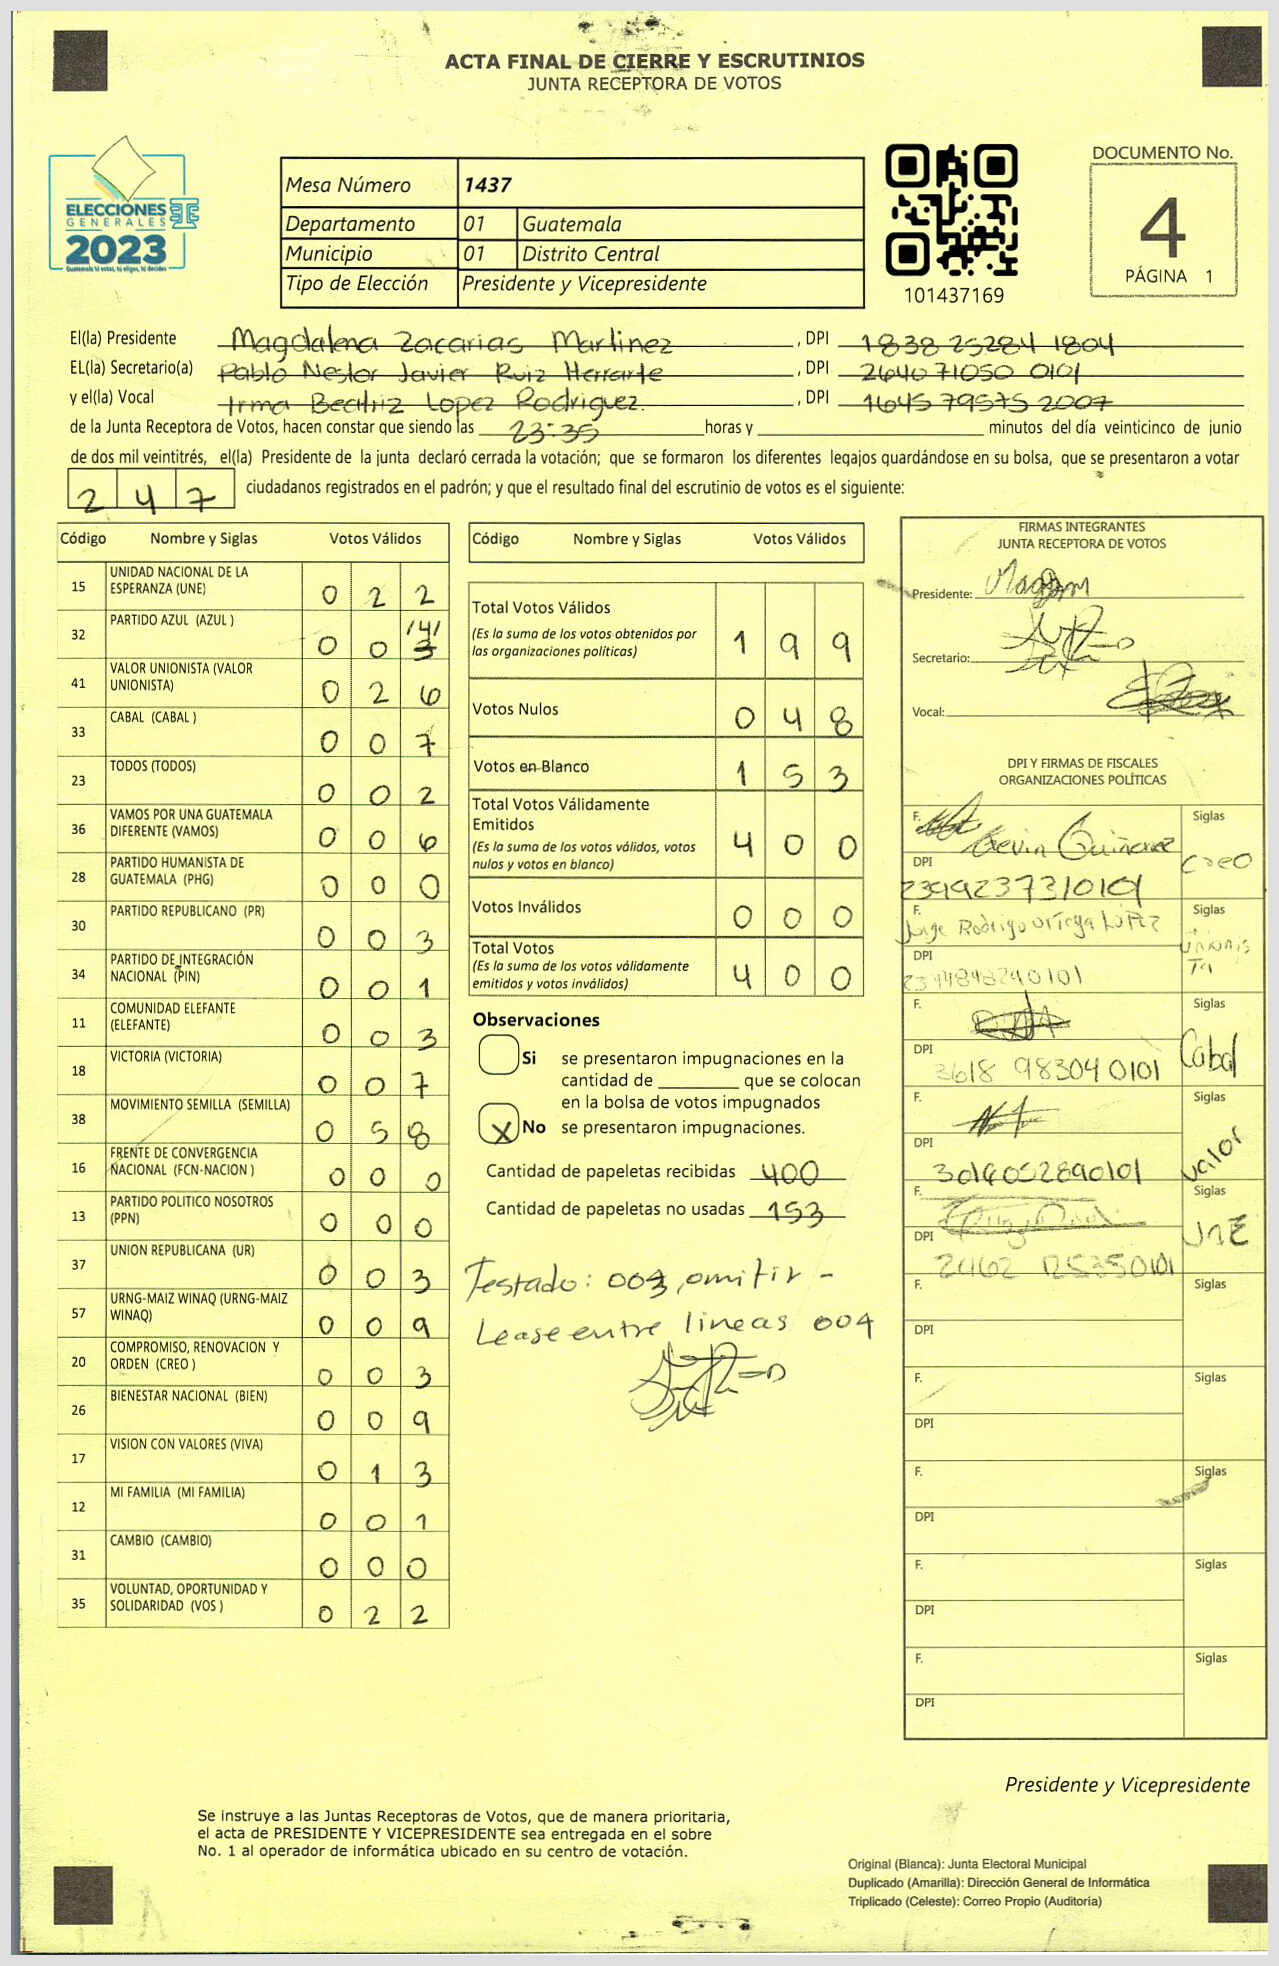 ACTA FINAL DE CIERRE Y ESCRUTINIOS
JUNTA RECEPTORA DE VOTOS
ELECCIONES
GENERALES
2023
Guatemala tú votas, tú eliges, tú decides
Mesa Número 1437
Departamento 01 Guatemala
Municipio 01 Distrito Central
Tipo de Elección Presidente y Vicepresidente
101437169
DOCUMENTO No.
4
PÁGINA 1
El(la) Presidente Magdalena Zacarias Martinez , DPI 1838 25284 1804
EL(la) Secretario(a) Pablo Nestor Javier Ruiz Herrarte , DPI 2640 71050 0101
y el(la) Vocal Irma Beatriz Lopez Rodriguez. , DPI 1645 79575 2007
de la Junta Receptora de Votos, hacen constar que siendo las 23:35 horas y minutos del día veinticinco de junio
de dos mil veintitrés, el(la) Presidente de la junta declaró cerrada la votación; que se formaron los diferentes legajos quardándose en su bolsa, que se presentaron a votar
247 ciudadanos registrados en el padrón; y que el resultado final del escrutinio de votos es el siguiente:
Código Nombre y Siglas Votos Válidos
15 UNIDAD NACIONAL DE LA
ESPERANZA (UNE) 0 2 2
32 PARTIDO AZUL (AZUL ) 0 0 3 /4/
41 VALOR UNIONISTA (VALOR
UNIONISTA) 0 2 6
33 CABAL (CABAL ) 0 0 7
23 TODOS (TODOS) 0 0 2
36 VAMOS POR UNA GUATEMALA
DIFERENTE (VAMOS) 0 0 6
28 PARTIDO HUMANISTA DE
GUATEMALA (PHG) 0 0 0
30 PARTIDO REPUBLICANO (PR) 0 0 3
34 PARTIDO DE INTEGRACIÓN
NACIONAL (PIN) 0 0 1
11 COMUNIDAD ELEFANTE
(ELEFANTE) 0 0 3
18 VICTORIA (VICTORIA) 0 0 7
38 MOVIMIENTO SEMILLA (SEMILLA) 0 5 8
16 FRENTE DE CONVERGENCIA
NACIONAL (FCN-NACION ) 0 0 0
13 PARTIDO POLITICO NOSOTROS
(PPN) 0 0 0
37 UNION REPUBLICANA (UR) 0 0 3
57 URNG-MAIZ WINAQ (URNG-MAIZ
WINAQ) 0 0 9
20 COMPROMISO, RENOVACION Y
ORDEN (CREO ) 0 0 3
26 BIENESTAR NACIONAL (BIEN) 0 0 9
17 VISION CON VALORES (VIVA) 0 1 3
12 MI FAMILIA (MI FAMILIA) 0 0 1
31 CAMBIO (CAMBIO) 0 0 0
35 VOLUNTAD, OPORTUNIDAD Y
SOLIDARIDAD (VOS ) 0 2 2
Código Nombre y Siglas Votos Válidos
Total Votos Válidos
(Es la suma de los votos obtenidos por
las organizaciones políticas) 1 9 9
Votos Nulos 0 4 8
Votos en Blanco 1 5 3
Total Votos Válidamente
Emitidos
(Es la suma de los votos válidos, votos
nulos y votos en blanco) 4 0 0
Votos Inválidos 0 0 0
Total Votos
(Es la suma de los votos válidamente
emitidos y votos inválidos) 4 0 0
Observaciones
Si se presentaron impugnaciones en la
cantidad de que se colocan
en la bolsa de votos impugnados
X No se presentaron impugnaciones.
Cantidad de papeletas recibidas 400
Cantidad de papeletas no usadas 153
Testado: 003, omitir -
Lease entre lineas 004
FIRMAS INTEGRANTES
JUNTA RECEPTORA DE VOTOS
Presidente:
Secretario:
Vocal:
DPI Y FIRMAS DE FISCALES
ORGANIZACIONES POLÍTICAS
F. Siglas
Creo
DPI
2399237310101
F. Jorge Rodrigo Ortega López Siglas
DPI
F. Siglas
Cabal
DPI
3618 98304 0101
F. Siglas
Valor
DPI
3016052890101
F. Siglas
UNE
DPI
2462 12535 0101
F. Siglas
DPI
F. Siglas
DPI
F. Siglas
DPI
F. Siglas
DPI
F. Siglas
DPI
Presidente y Vicepresidente
Se instruye a las Juntas Receptoras de Votos, que de manera prioritaria,
el acta de PRESIDENTE Y VICEPRESIDENTE sea entregada en el sobre
No. 1 al operador de informática ubicado en su centro de votación.
Original (Blanca): Junta Electoral Municipal
Duplicado (Amarilla): Dirección General de Informática
Triplicado (Celeste): Correo Propio (Auditoría)